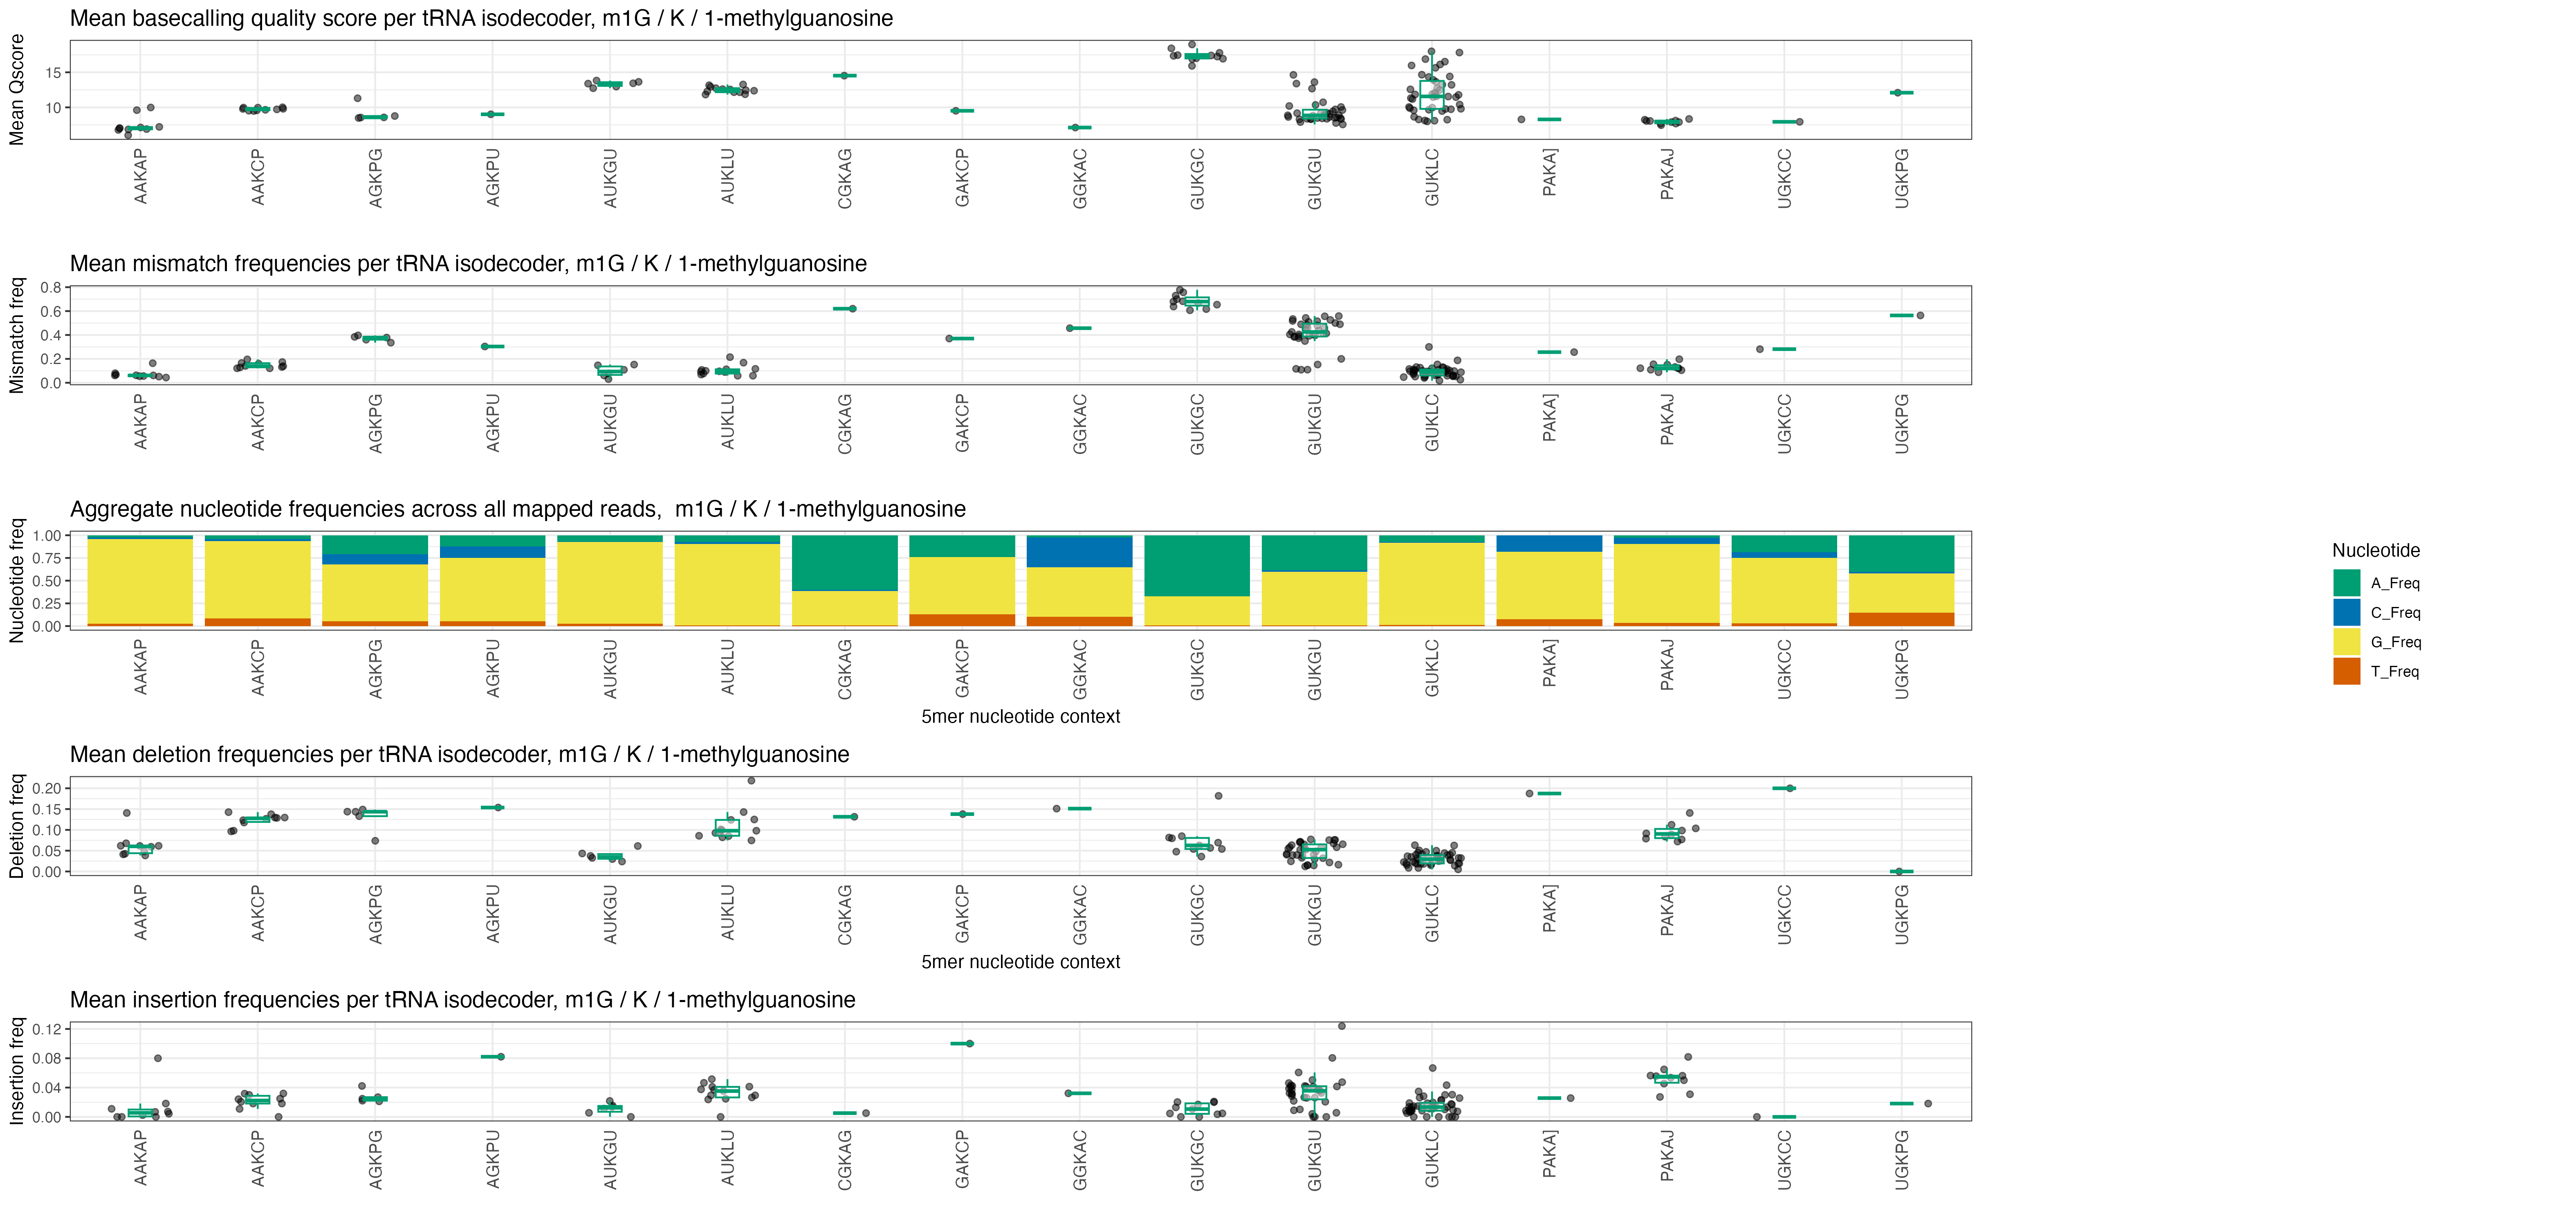 Mean basecalling quality score per tRNA isodecoder, m1G / K / 1-methylguanosine
Mean Qscore
15
10
AAKAP AAKCP AGKPG AGKPU AUKGU AUKLU CGKAG GAKCP GGKAC GUKGC GUKGU GUKLC PAKA] PAKAJ UGKCC UGKPG
Mean mismatch frequencies per tRNA isodecoder, m1G / K / 1-methylguanosine
Mismatch freq
0.8
0.6
0.4
0.2
0.0
AAKAP AAKCP AGKPG AGKPU AUKGU AUKLU CGKAG GAKCP GGKAC GUKGC GUKGU GUKLC PAKA] PAKAJ UGKCC UGKPG
Aggregate nucleotide frequencies across all mapped reads,  m1G / K / 1-methylguanosine
Nucleotide freq
1.00
0.75
0.50
0.25
0.00
AAKAP AAKCP AGKPG AGKPU AUKGU AUKLU CGKAG GAKCP GGKAC GUKGC GUKGU GUKLC PAKA] PAKAJ UGKCC UGKPG
5mer nucleotide context
Nucleotide
A_Freq
C_Freq
G_Freq
T_Freq
Mean deletion frequencies per tRNA isodecoder, m1G / K / 1-methylguanosine
Deletion freq
0.20
0.15
0.10
0.05
0.00
AAKAP AAKCP AGKPG AGKPU AUKGU AUKLU CGKAG GAKCP GGKAC GUKGC GUKGU GUKLC PAKA] PAKAJ UGKCC UGKPG
5mer nucleotide context
Mean insertion frequencies per tRNA isodecoder, m1G / K / 1-methylguanosine
Insertion freq
0.12
0.08
0.04
0.00
AAKAP AAKCP AGKPG AGKPU AUKGU AUKLU CGKAG GAKCP GGKAC GUKGC GUKGU GUKLC PAKA] PAKAJ UGKCC UGKPG